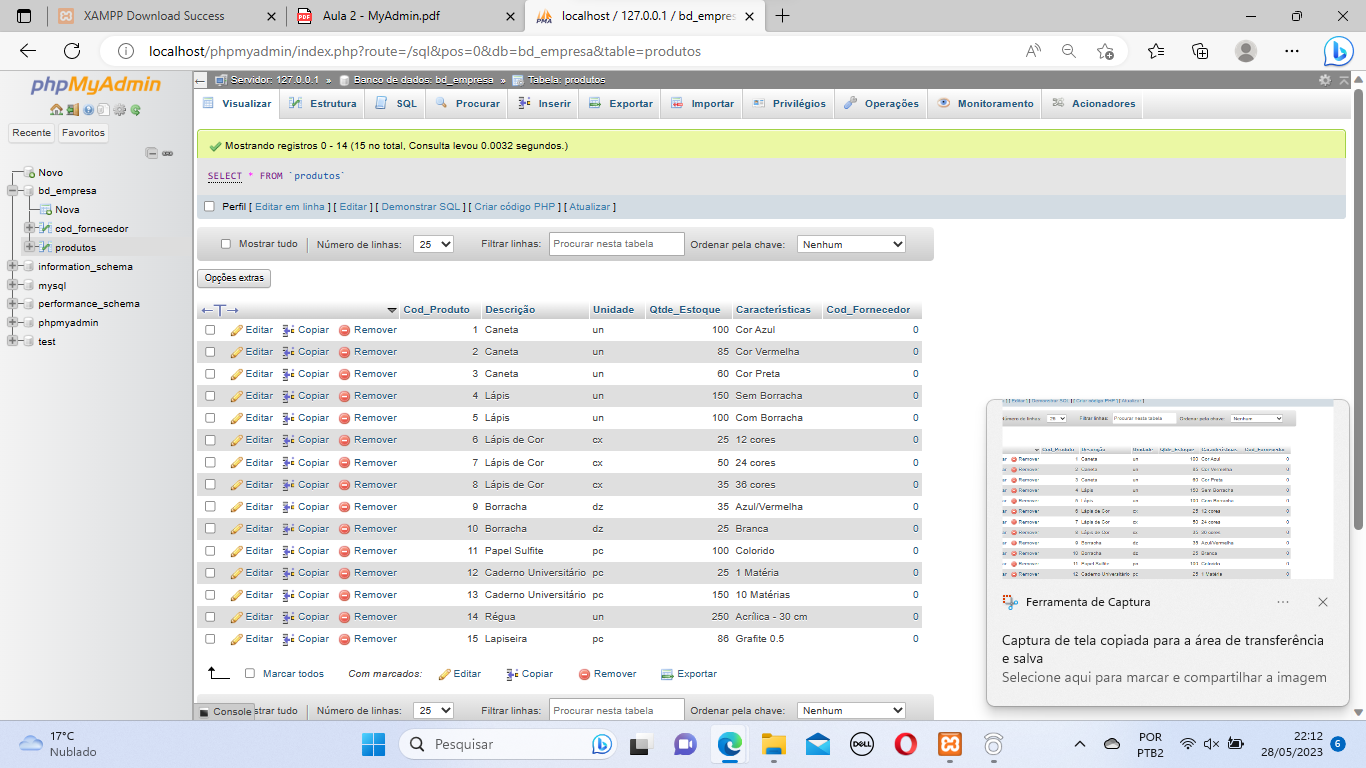 XAMPP Download Success
Aula 2 - MyAdmin.pdf
localhost / 127.0.0.1 / bd_empres
localhost/phpmyadmin/index.php?route=/sql&pos=0&db=bd_empresa&table=produtos
phpMyAdmin
Recente Favoritos
Novo
bd_empresa
Nova
cod_fornecedor
produtos
information_schema
mysql
performance_schema
phpmyadmin
test
Servidor: 127.0.0.1 » Banco de dados: bd_empresa » Tabela: produtos
Visualizar Estrutura SQL Procurar Inserir Exportar Importar Privilégios Operações Monitoramento Acionadores
Mostrando registros 0 - 14 (15 no total, Consulta levou 0.0032 segundos.)
SELECT * FROM `produtos`
Perfil [ Editar em linha ] [ Editar ] [ Demonstrar SQL ] [ Criar código PHP ] [ Atualizar ]
Mostrar tudo Número de linhas: 25 Filtrar linhas: Procurar nesta tabela Ordenar pela chave: Nenhum
Opções extras
Cod_Produto Descrição Unidade Qtde_Estoque Características Cod_Fornecedor
Editar Copiar Remover 1 Caneta un 100 Cor Azul 0
Editar Copiar Remover 2 Caneta un 85 Cor Vermelha 0
Editar Copiar Remover 3 Caneta un 60 Cor Preta 0
Editar Copiar Remover 4 Lápis un 150 Sem Borracha 0
Editar Copiar Remover 5 Lápis un 100 Com Borracha 0
Editar Copiar Remover 6 Lápis de Cor cx 25 12 cores 0
Editar Copiar Remover 7 Lápis de Cor cx 50 24 cores 0
Editar Copiar Remover 8 Lápis de Cor cx 35 36 cores 0
Editar Copiar Remover 9 Borracha dz 35 Azul/Vermelha 0
Editar Copiar Remover 10 Borracha dz 25 Branca 0
Editar Copiar Remover 11 Papel Sulfite pc 100 Colorido 0
Editar Copiar Remover 12 Caderno Universitário pc 25 1 Matéria 0
Editar Copiar Remover 13 Caderno Universitário pc 150 10 Matérias 0
Editar Copiar Remover 14 Régua un 250 Acrílica - 30 cm 0
Editar Copiar Remover 15 Lapiseira pc 86 Grafite 0.5 0
Marcar todos Com marcados: Editar Copiar Remover Exportar
Console
strar tudo Número de linhas: 25 Filtrar linhas: Procurar nesta tabela Ordenar pela chave: Nenhum
Ferramenta de Captura
Captura de tela copiada para a área de transferência
e salva
Selecione aqui para marcar e compartilhar a imagem
17°C
Nublado
Pesquisar
DELL
POR
PTB2
22:12
28/05/2023
6